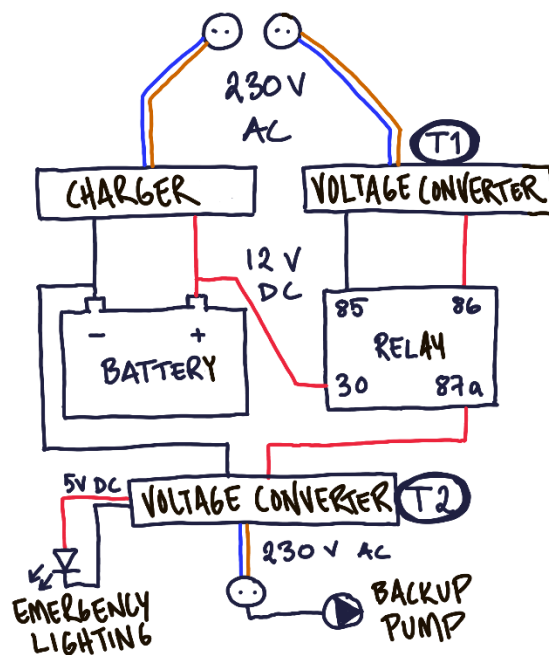 230 V
AC
T1
CHARGER
VOLTAGE CONVERTER
12 V
DC
85
86
RELAY
30
87a
-
+
BATTERY
5V DC
VOLTAGE CONVERTER
T2
230 V AC
EMERGENCY
LIGHTING
BACKUP
PUMP